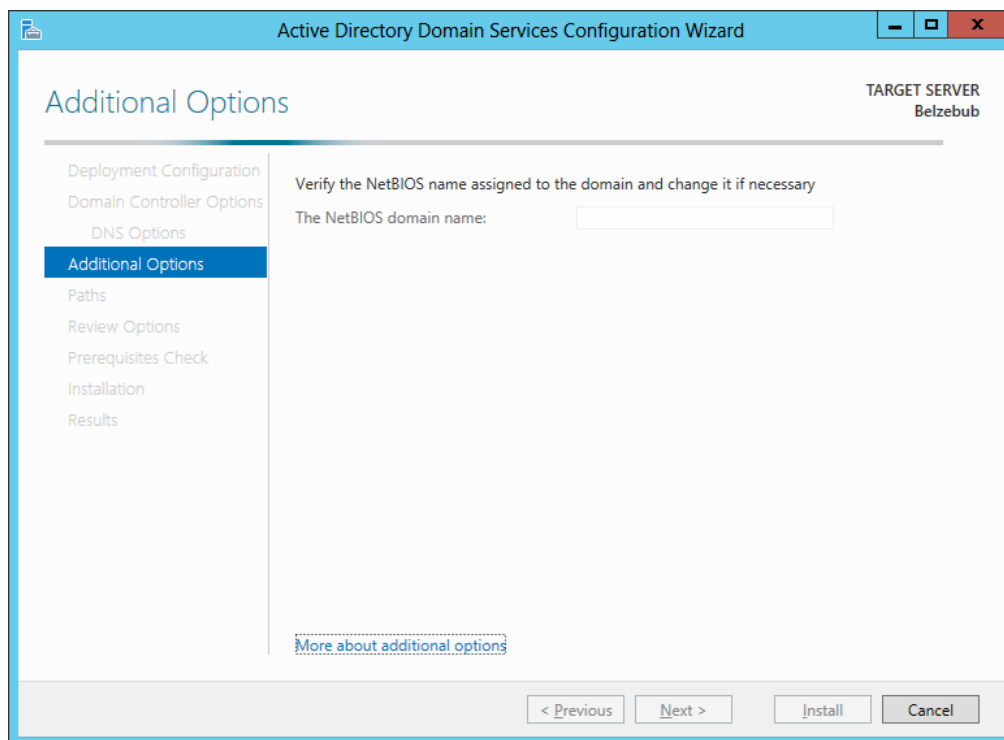 Active Directory Domain Services Configuration Wizard
Additional Options
TARGET SERVER
Belzebub
Deployment Configuration
Domain Controller Options
DNS Options
Additional Options
Paths
Review Options
Prerequisites Check
Installation
Results
Verify the NetBIOS name assigned to the domain and change it if necessary
The NetBIOS domain name:
More about additional options
< Previous
Next >
Install
Cancel